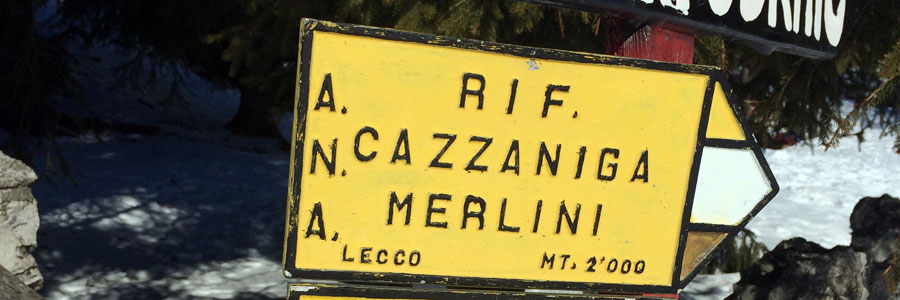 A. RIF.
N. CAZZANIGA
A. MERLINI
LECCO MT. 2'000